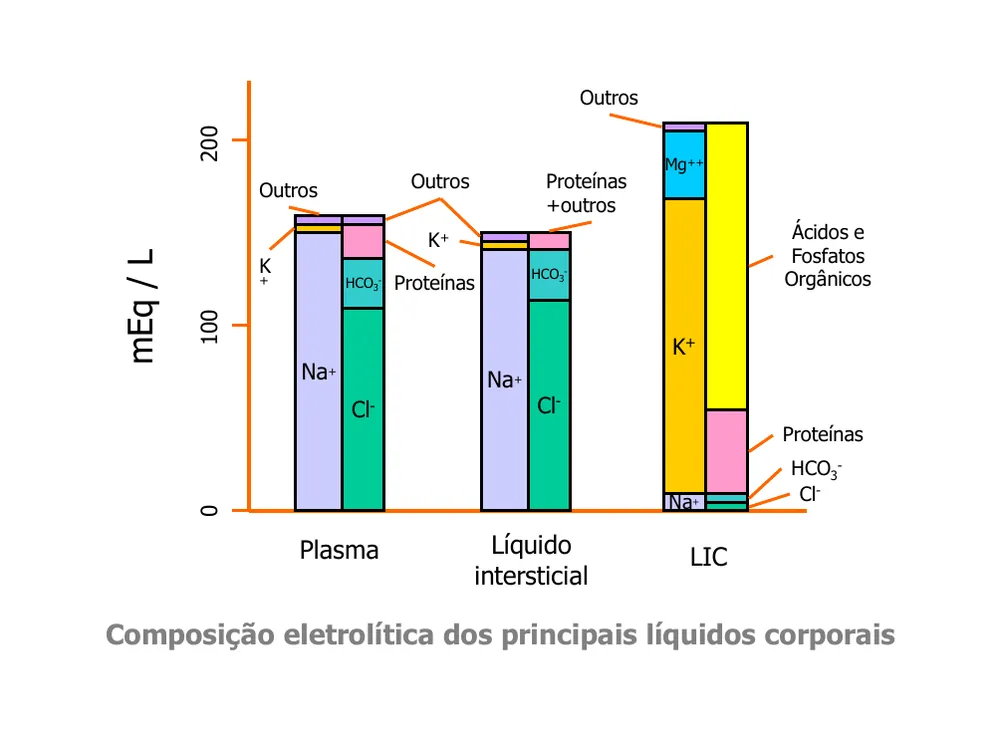 mEq / L
200
100
0
Outros
K
+
Na+
Cl-
HCO₃-
Proteínas
Outros
K+
Na+
Cl-
HCO₃-
Proteínas
+outros
Outros
Mg++
K+
Na+
Ácidos e
Fosfatos
Orgânicos
Proteínas
HCO₃-
Cl-
Plasma
Líquido
intersticial
LIC
Composição eletrolítica dos principais líquidos corporais